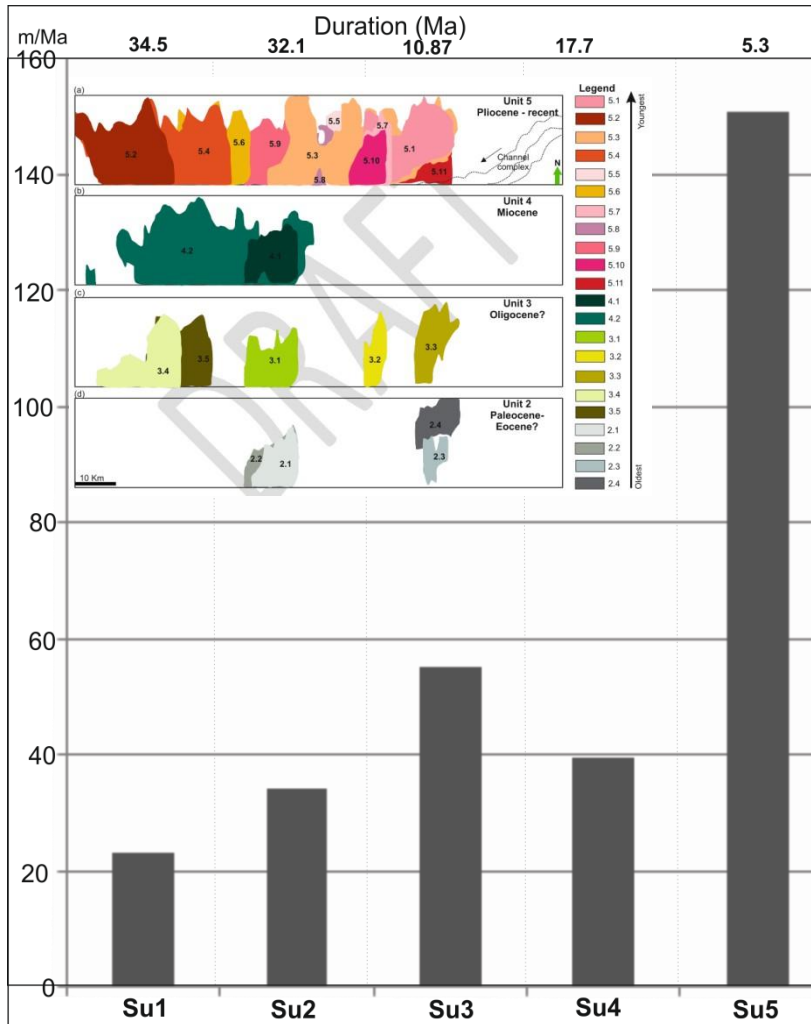 Duration (Ma)
m/Ma
34.5 32.1 10.87 17.7 5.3
160
140
120
100
80
60
40
20
0
(a)
Unit 5
Pliocene - recent
5.2
5.4
5.6
5.9
5.3
5.5
5.8
5.7
5.10
5.1
5.11
Channel
complex
N
(b)
Unit 4
Miocene
4.2
4.1
(c)
Unit 3
Oligocene?
3.4
3.5
3.1
3.2
3.3
(d)
Unit 2
Paleocene-
Eocene?
2.2
2.1
2.4
2.3
10 Km
Legend
5.1
5.2
5.3
5.4
5.5
5.6
5.7
5.8
5.9
5.10
5.11
4.1
4.2
3.1
3.2
3.3
3.4
3.5
2.1
2.2
2.3
2.4
Youngest
Oldest
DRAFT
Su1 Su2 Su3 Su4 Su5